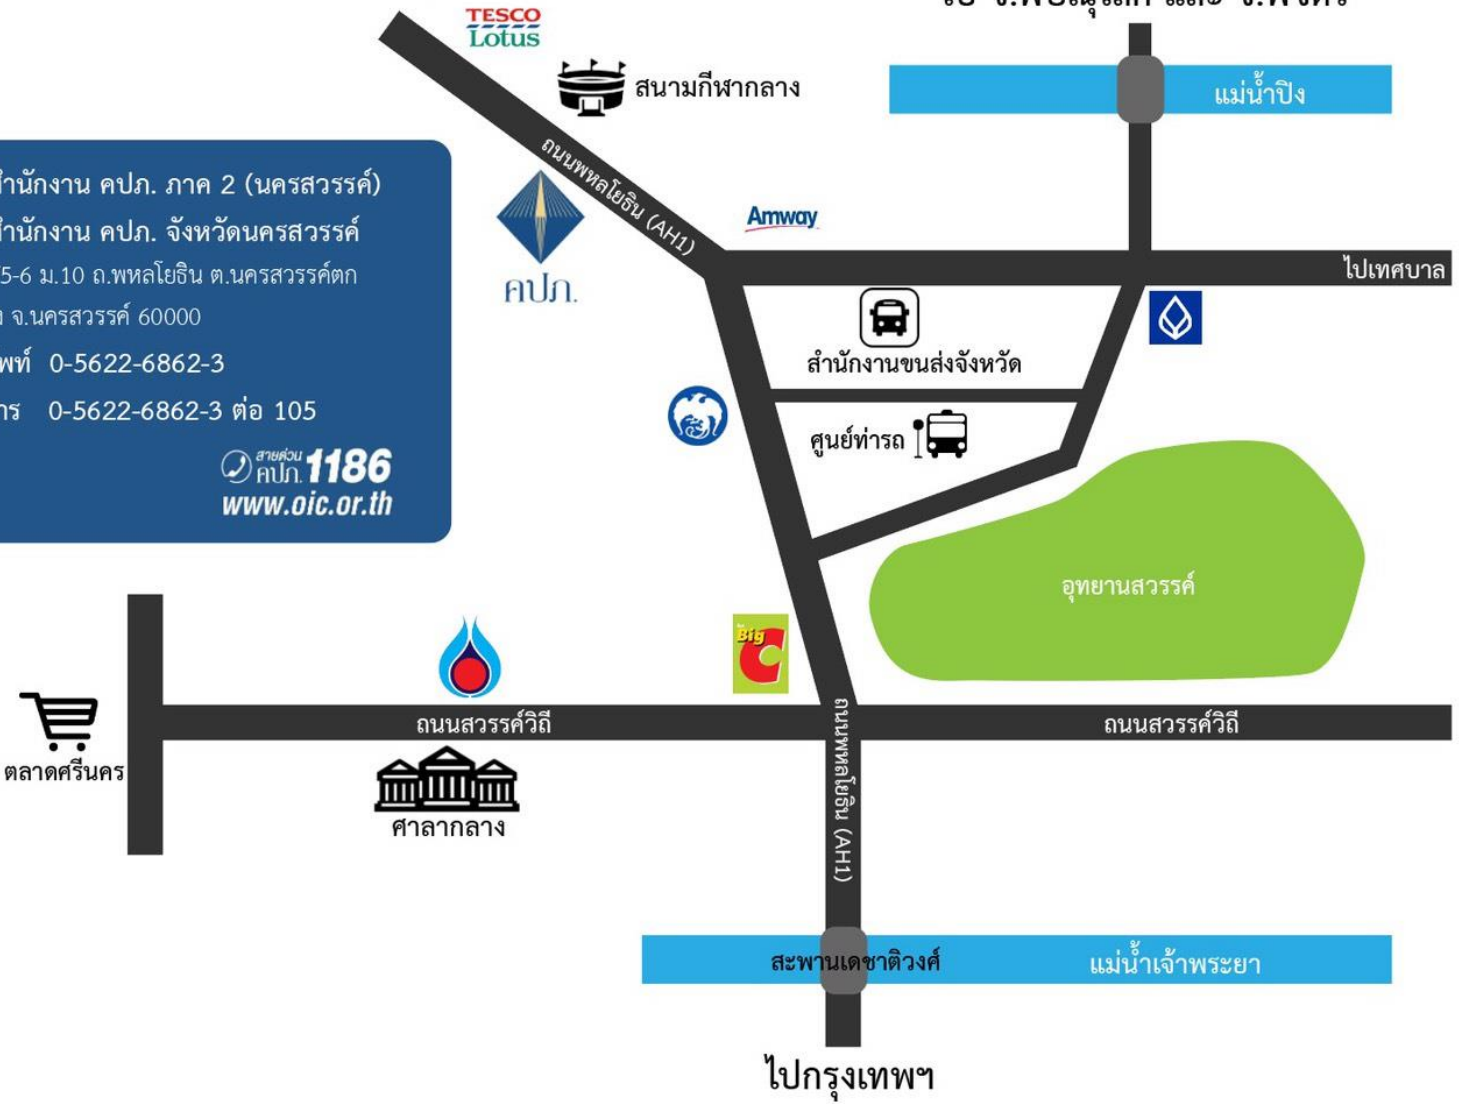 TESCO
Lotus
สนามกีฬากลาง
แม่น้ำปิง
ถนนพหลโยธิน (AH1)
สำนักงาน คปภ. ภาค 2 (นครสวรรค์)
สำนักงาน คปภ. จังหวัดนครสวรรค์
5-6 ม.10 ถ.พหลโยธิน ต.นครสวรรค์ตก
จ.นครสวรรค์ 60000
0-5622-6862-3
0-5622-6862-3 ต่อ 105
สายด่วน
คปภ. 1186
www.oic.or.th
คปภ.
Amway
ไปเทศบาล
สำนักงานขนส่งจังหวัด
ศูนย์ท่ารถ
อุทยานสวรรค์
Big
C
ตลาดศรีนคร
ถนนสวรรค์วิถี
ถนนสวรรค์วิถี
ศาลากลาง
ถนนพหลโยธิน (AH1)
สะพานเดชาติวงศ์
แม่น้ำเจ้าพระยา
ไปกรุงเทพฯ